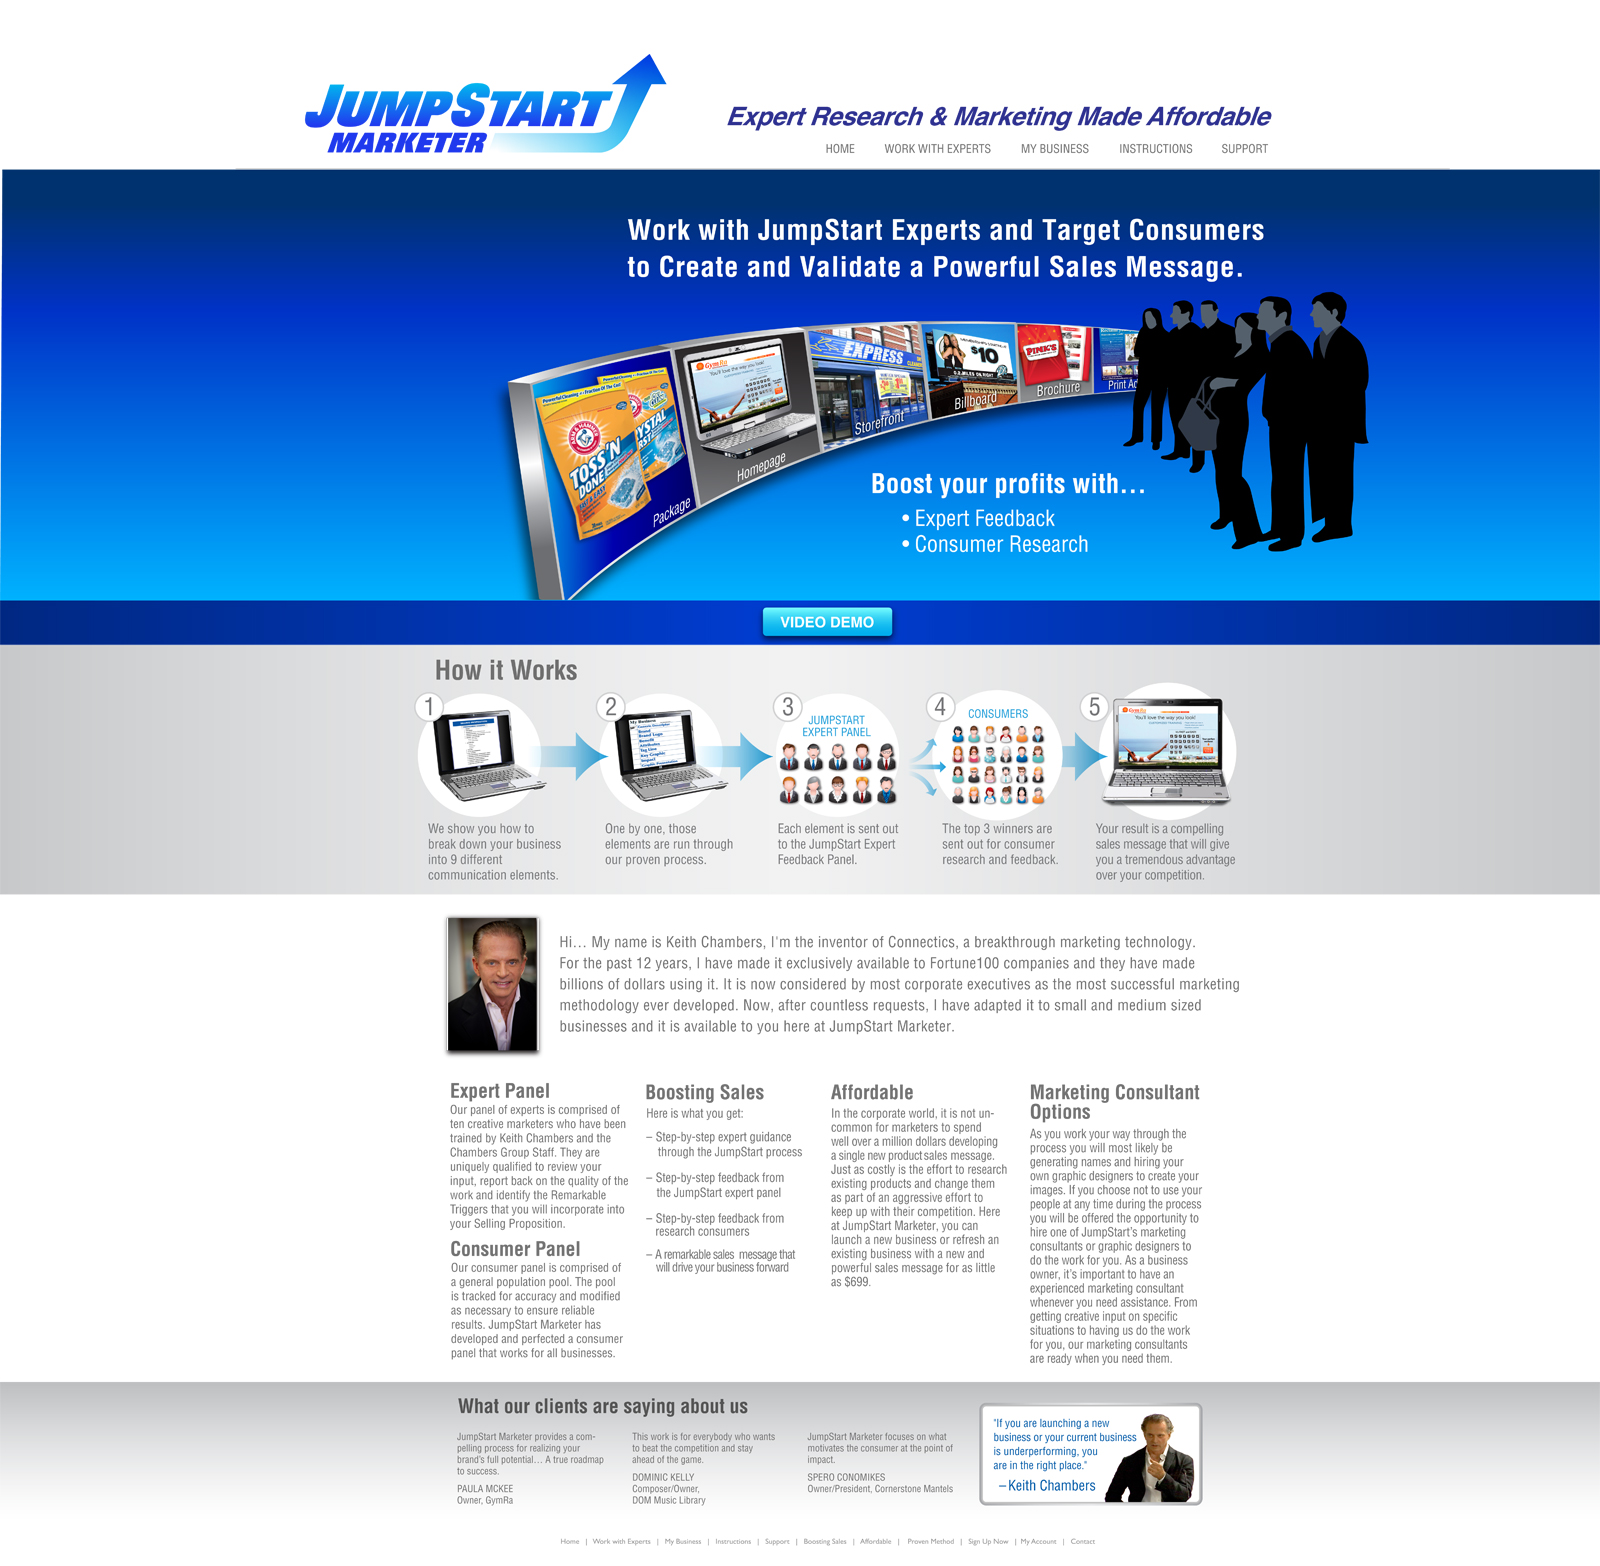 JUMPSTART
MARKETER
Expert Research & Marketing Made Affordable
HOME WORK WITH EXPERTS MY BUSINESS INSTRUCTIONS SUPPORT
Work with JumpStart Experts and Target Consumers
to Create and Validate a Powerful Sales Message.
ARM & HAMMER
TOSS 'N
DONE
Package
GymRa
You'll love the way you look!
Homepage
EXPRESS
Storefront
$10
Billboard
PINK'S
Brochure
Print Ad
Boost your profits with…
• Expert Feedback
• Consumer Research
VIDEO DEMO
How it Works
1
We show you how to
break down your business
into 9 different
communication elements.
2
My Business
One by one, those
elements are run through
our proven process.
3
JUMPSTART
EXPERT PANEL
Each element is sent out
to the JumpStart Expert
Feedback Panel.
4
CONSUMERS
The top 3 winners are
sent out for consumer
research and feedback.
5
GymRa
You'll love the way you look!
Your result is a compelling
sales message that will give
you a tremendous advantage
over your competition.
Hi… My name is Keith Chambers, I'm the inventor of Connectics, a breakthrough marketing technology.
For the past 12 years, I have made it exclusively available to Fortune100 companies and they have made
billions of dollars using it. It is now considered by most corporate executives as the most successful marketing
methodology ever developed. Now, after countless requests, I have adapted it to small and medium sized
businesses and it is available to you here at JumpStart Marketer.
Expert Panel
Our panel of experts is comprised of
ten creative marketers who have been
trained by Keith Chambers and the
Chambers Group Staff. They are
uniquely qualified to review your
input, report back on the quality of the
work and identify the Remarkable
Triggers that you will incorporate into
your Selling Proposition.
Consumer Panel
Our consumer panel is comprised of
a general population pool. The pool
is tracked for accuracy and modified
as necessary to ensure reliable
results. JumpStart Marketer has
developed and perfected a consumer
panel that works for all businesses.
Boosting Sales
Here is what you get:
– Step-by-step expert guidance
through the JumpStart process
– Step-by-step feedback from
the JumpStart expert panel
– Step-by-step feedback from
research consumers
– A remarkable sales message that
will drive your business forward
Affordable
In the corporate world, it is not un-
common for marketers to spend
well over a million dollars developing
a single new product sales message.
Just as costly is the effort to research
existing products and change them
as part of an aggressive effort to
keep up with their competition. Here
at JumpStart Marketer, you can
launch a new business or refresh an
existing business with a new and
powerful sales message for as little
as $699.
Marketing Consultant
Options
As you work your way through the
process you will most likely be
generating names and hiring your
own graphic designers to create your
images. If you choose not to use your
people at any time during the process
you will be offered the opportunity to
hire one of JumpStart's marketing
consultants or graphic designers to
do the work for you. As a business
owner, it's important to have an
experienced marketing consultant
whenever you need assistance. From
getting creative input on specific
situations to having us do the work
for you, our marketing consultants
are ready when you need them.
What our clients are saying about us
JumpStart Marketer provides a com-
pelling process for realizing your
brand's full potential… A true roadmap
to success.
PAULA MCKEE
Owner, GymRa
This work is for everybody who wants
to beat the competition and stay
ahead of the game.
DOMINIC KELLY
Composer/Owner,
DOM Music Library
JumpStart Marketer focuses on what
motivates the consumer at the point of
impact.
SPERO CONOMIKES
Owner/President, Cornerstone Mantels
"If you are launching a new
business or your current business
is underperforming, you
are in the right place."
– Keith Chambers
Home | Work with Experts | My Business | Instructions | Support | Boosting Sales | Affordable | Proven Method | Sign Up Now | My Account | Contact